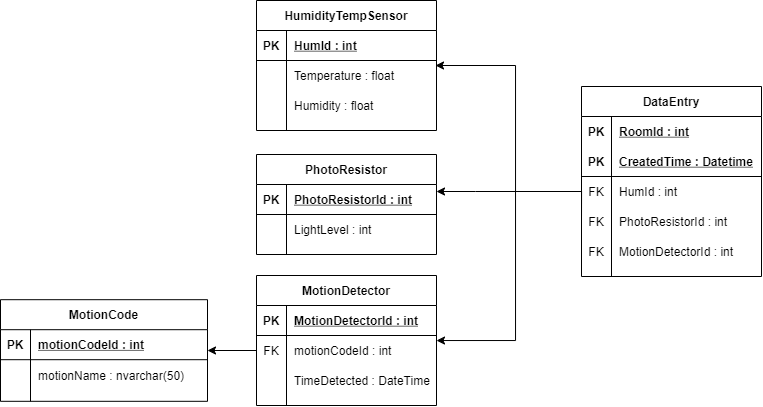 HumidityTempSensor
PK HumId : int
Temperature : float
Humidity : float
PhotoResistor
PK PhotoResistorId : int
LightLevel : int
MotionDetector
PK MotionDetectorId : int
FK motionCodeId : int
TimeDetected : DateTime
MotionCode
PK motionCodeId : int
motionName : nvarchar(50)
DataEntry
PK RoomId : int
PK CreatedTime : Datetime
FK HumId : int
FK PhotoResistorId : int
FK MotionDetectorId : int